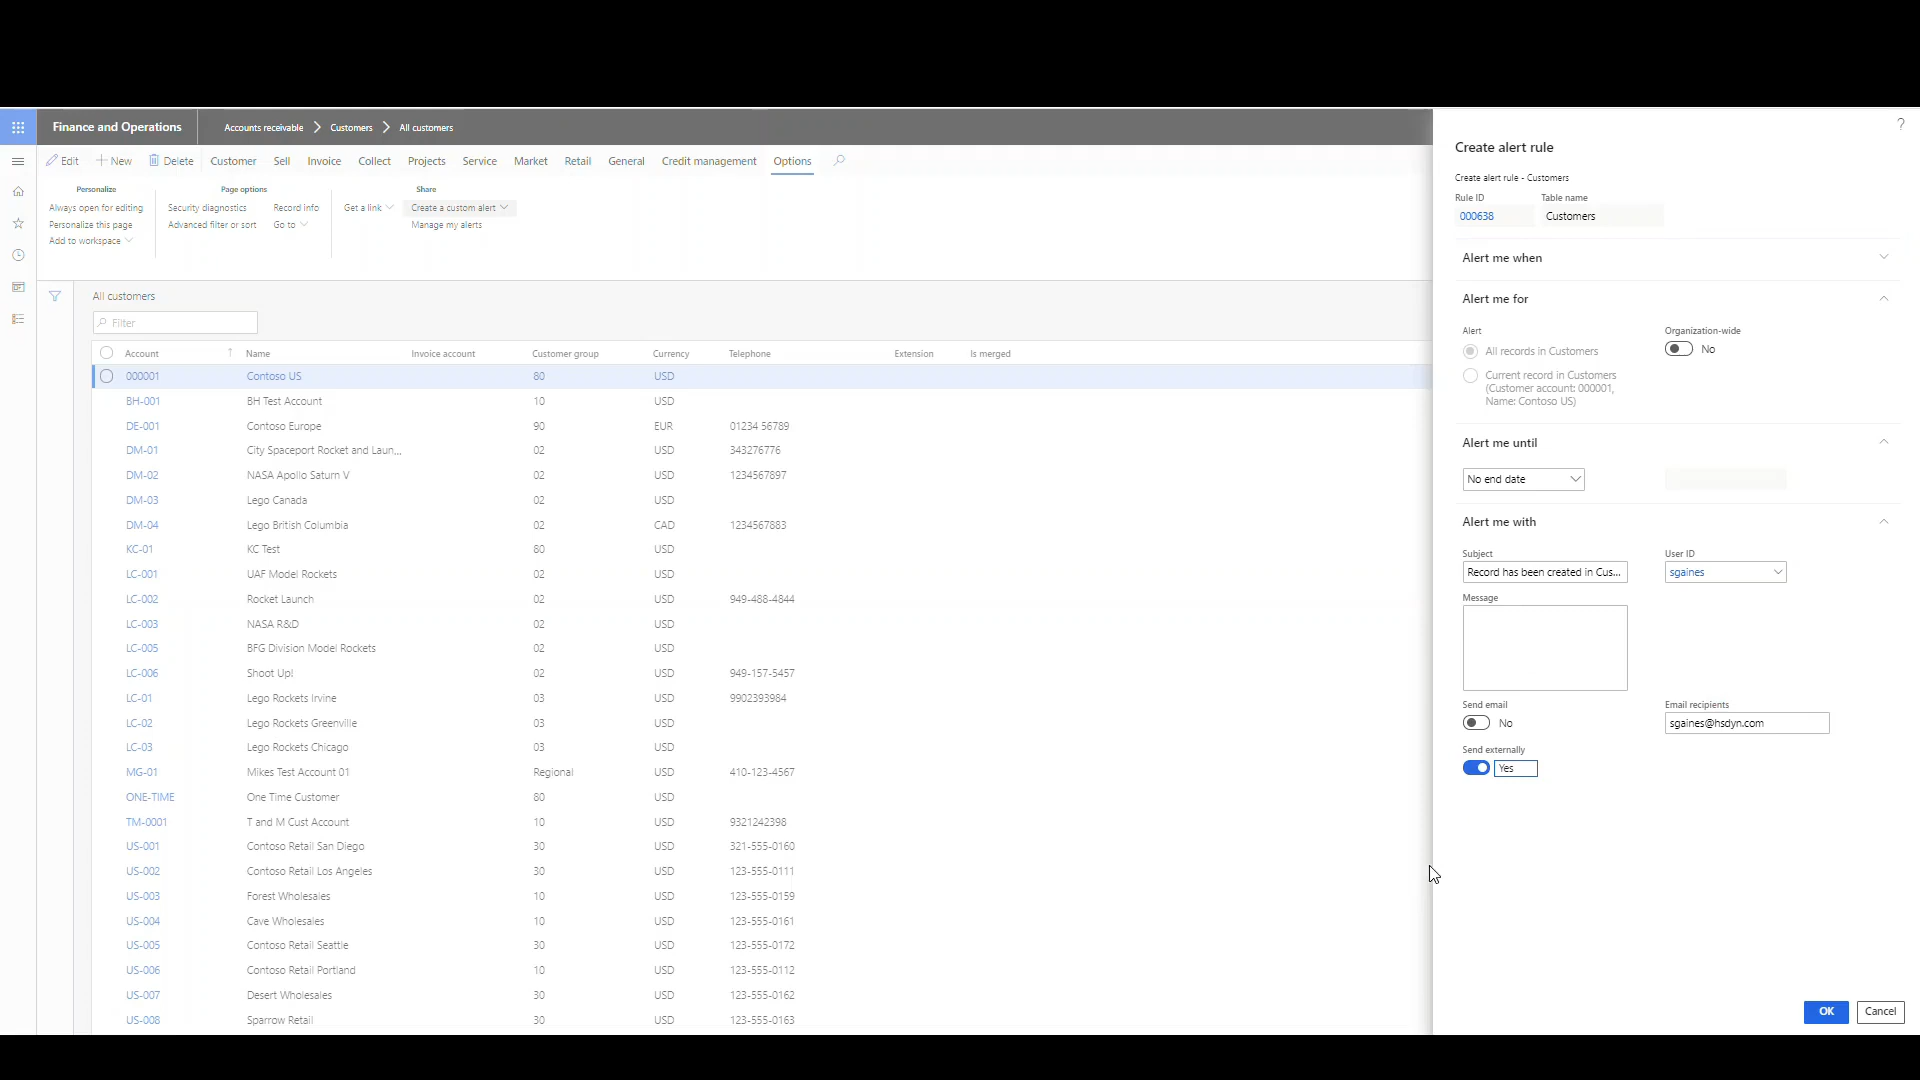 Finance and Operations
Accounts receivable
Customers
All customers
?
Edit
New
Delete
Customer
Sell
Invoice
Collect
Projects
Service
Market
Retail
General
Credit management
Options
Personalize
Always open for editing
Personalize this page
Add to workspace
Page options
Security diagnostics
Advanced filter or sort
Record info
Go to
Share
Get a link
Create a custom alert
Manage my alerts
All customers
Filter
Account Name Invoice account Customer group Currency Telephone Extension Is merged
000001 Contoso US 80 USD
BH-001 BH Test Account 10 USD
DE-001 Contoso Europe 90 EUR 01234 56789
DM-01 City Spaceport Rocket and Laun... 02 USD 343276776
DM-02 NASA Apollo Saturn V 02 USD 1234567897
DM-03 Lego Canada 02 USD
DM-04 Lego British Columbia 02 CAD 1234567883
KC-01 KC Test 80 USD
LC-001 UAF Model Rockets 02 USD
LC-002 Rocket Launch 02 USD 949-488-4844
LC-003 NASA R&D 02 USD
LC-005 BFG Division Model Rockets 02 USD
LC-006 Shoot Up! 02 USD 949-157-5457
LC-01 Lego Rockets Irvine 03 USD 9902393984
LC-02 Lego Rockets Greenville 03 USD
LC-03 Lego Rockets Chicago 03 USD
MG-01 Mikes Test Account 01 Regional USD 410-123-4567
ONE-TIME One Time Customer 80 USD
TM-0001 T and M Cust Account 10 USD 9321242398
US-001 Contoso Retail San Diego 30 USD 321-555-0160
US-002 Contoso Retail Los Angeles 30 USD 123-555-0111
US-003 Forest Wholesales 10 USD 123-555-0159
US-004 Cave Wholesales 10 USD 123-555-0161
US-005 Contoso Retail Seattle 30 USD 123-555-0172
US-006 Contoso Retail Portland 10 USD 123-555-0112
US-007 Desert Wholesales 30 USD 123-555-0162
US-008 Sparrow Retail 30 USD 123-555-0163
Create alert rule
Create alert rule - Customers
Rule ID Table name
000638 Customers
Alert me when
Alert me for
Alert Organization-wide
All records in Customers No
Current record in Customers
(Customer account: 000001,
Name: Contoso US)
Alert me until
No end date
Alert me with
Subject User ID
Record has been created in Cus... sgaines
Message
Send email Email recipients
No sgaines@hsdyn.com
Send externally
Yes
OK Cancel